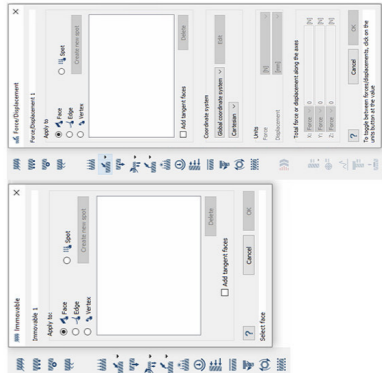 Force/Displacement
Force/Displacement 1
Apply to
Face
Edge
Vertex
Spot
Create new spot
Delete
Add tangent faces
Coordinate system
Global coordinate system
Edit
Cartesian
Units
Force
[N]
Displacement
[mm]
Total force or displacement along the axes
X: Force 0 [N]
Y: Force 0 [N]
Z: Force 0 [N]
? Cancel OK
To toggle between forces/displacements, click on the
units button at the value
Immovable
Immovable 1
Apply to:
Face
Edge
Vertex
Spot
Create new spot
Delete
Add tangent faces
? Cancel OK
Select face